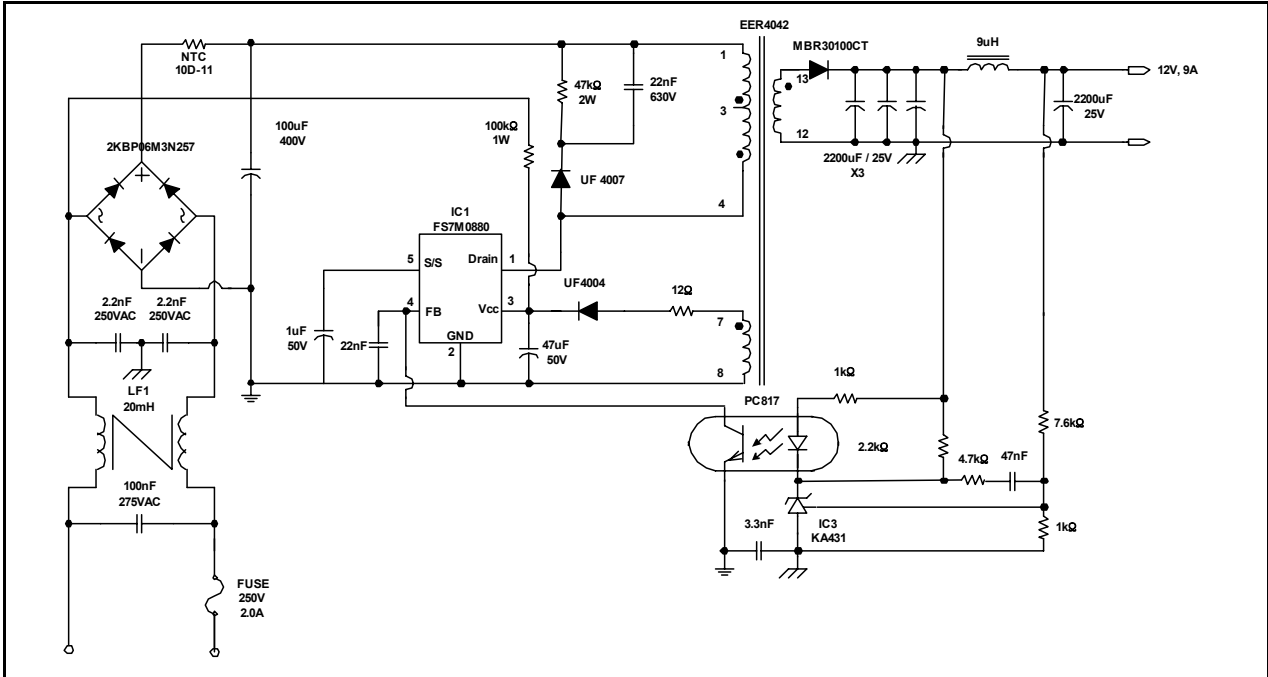 EER4042
NTC
10D-11
1
MBR30100CT
9uH
47kΩ
2W
22nF
630V
13
12V, 9A
3
100kΩ
1W
2200uF
25V
100uF
400V
2KBP06M3N257
12
2200uF / 25V
X3
UF 4007
4
IC1
FS7M0880
5
S/S
Drain
1
UF4004
12Ω
2.2nF
250VAC
2.2nF
250VAC
4
FB
Vcc
3
7
GND
2
1uF
50V
22nF
47uF
50V
8
LF1
20mH
1kΩ
PC817
7.6kΩ
2.2kΩ
4.7kΩ
47nF
100nF
275VAC
3.3nF
IC3
KA431
1kΩ
FUSE
250V
2.0A